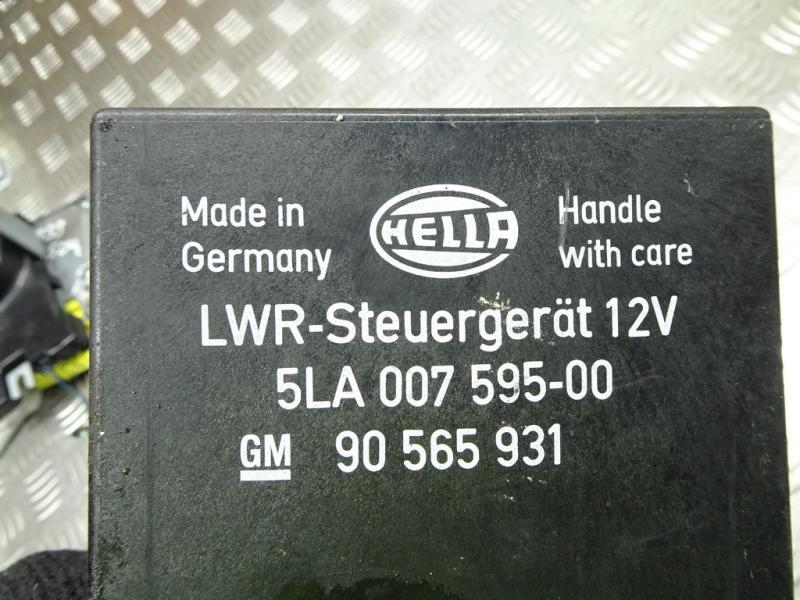 Made in
Germany
HELLA
Handle
with care
LWR-Steuergerät 12V
5LA 007 595-00
GM 90 565 931